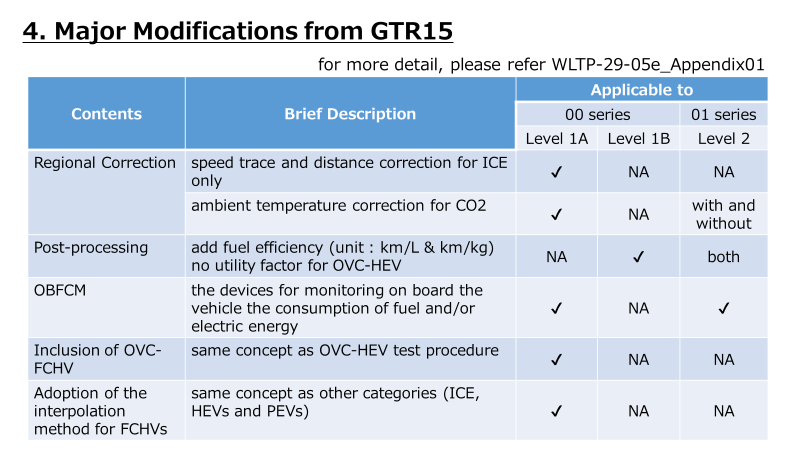 4. Major Modifications from GTR15
for more detail, please refer WLTP-29-05e_Appendix01
Contents
Brief Description
Applicable to
00 series
01 series
Level 1A
Level 1B
Level 2
Regional Correction
speed trace and distance correction for ICE
only
✓
NA
NA
ambient temperature correction for CO2
✓
NA
with and
without
Post-processing
add fuel efficiency (unit : km/L & km/kg)
no utility factor for OVC-HEV
NA
✓
both
OBFCM
the devices for monitoring on board the
vehicle the consumption of fuel and/or
electric energy
✓
NA
✓
Inclusion of OVC-
FCHV
same concept as OVC-HEV test procedure
✓
NA
NA
Adoption of the
interpolation
method for FCHVs
same concept as other categories (ICE,
HEVs and PEVs)
✓
NA
NA